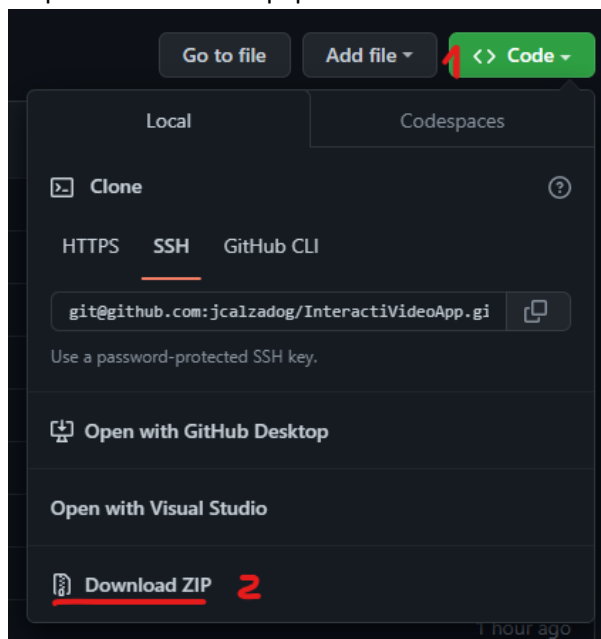 Go to file Add file 1 <> Code
Local Codespaces
Clone
HTTPS SSH GitHub CLI
git@github.com:jcalzadog/InteractiVideoApp.gi
Use a password-protected SSH key.
Open with GitHub Desktop
Open with Visual Studio
Download ZIP 2
1 hour ago